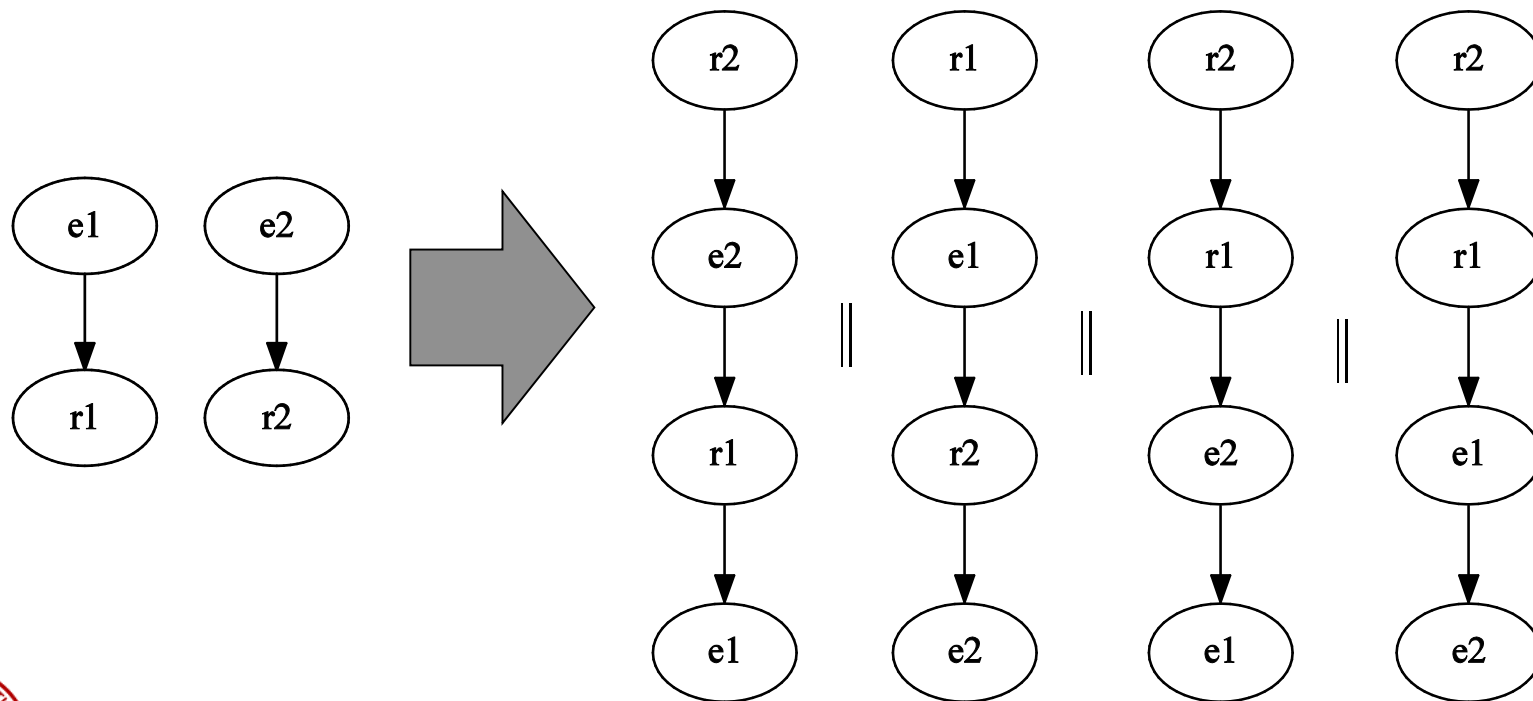 r2 r1 r2 r2
e1 e2
e2 e1 r1 r1
r1 r2
r1 r2 e2 e1
e1 e2 e1 e2